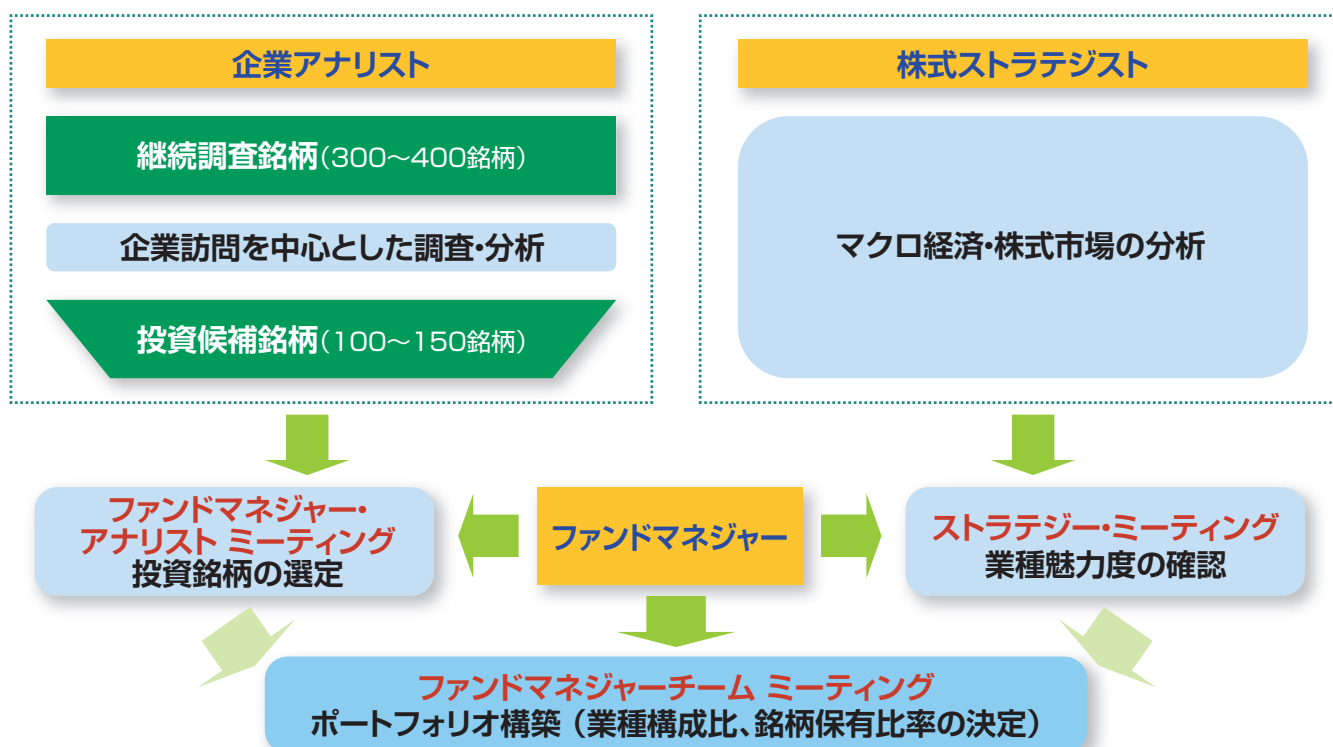 企業アナリスト
継続調査銘柄(300～400銘柄)
企業訪問を中心とした調査・分析
投資候補銘柄(100～150銘柄)
株式ストラテジスト
マクロ経済・株式市場の分析
ファンドマネジャー・
アナリスト ミーティング
投資銘柄の選定
ファンドマネジャー
ストラテジー・ミーティング
業種魅力度の確認
ファンドマネジャーチーム ミーティング
ポートフォリオ構築(業種構成比、銘柄保有比率の決定)